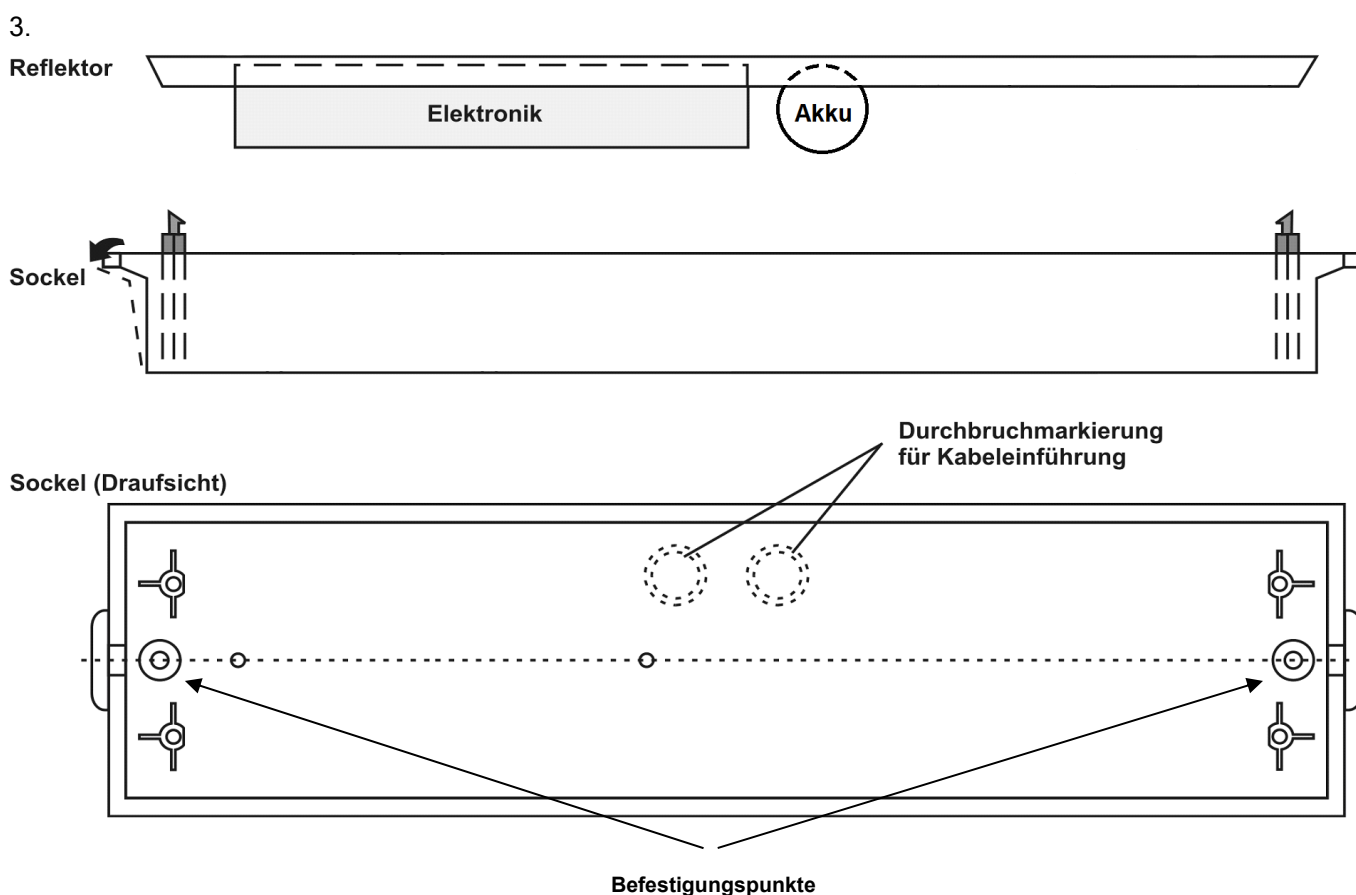 3.
Reflektor
Elektronik
Akku
Sockel
Durchbruchmarkierung
für Kabeleinführung
Sockel (Draufsicht)
Befestigungspunkte